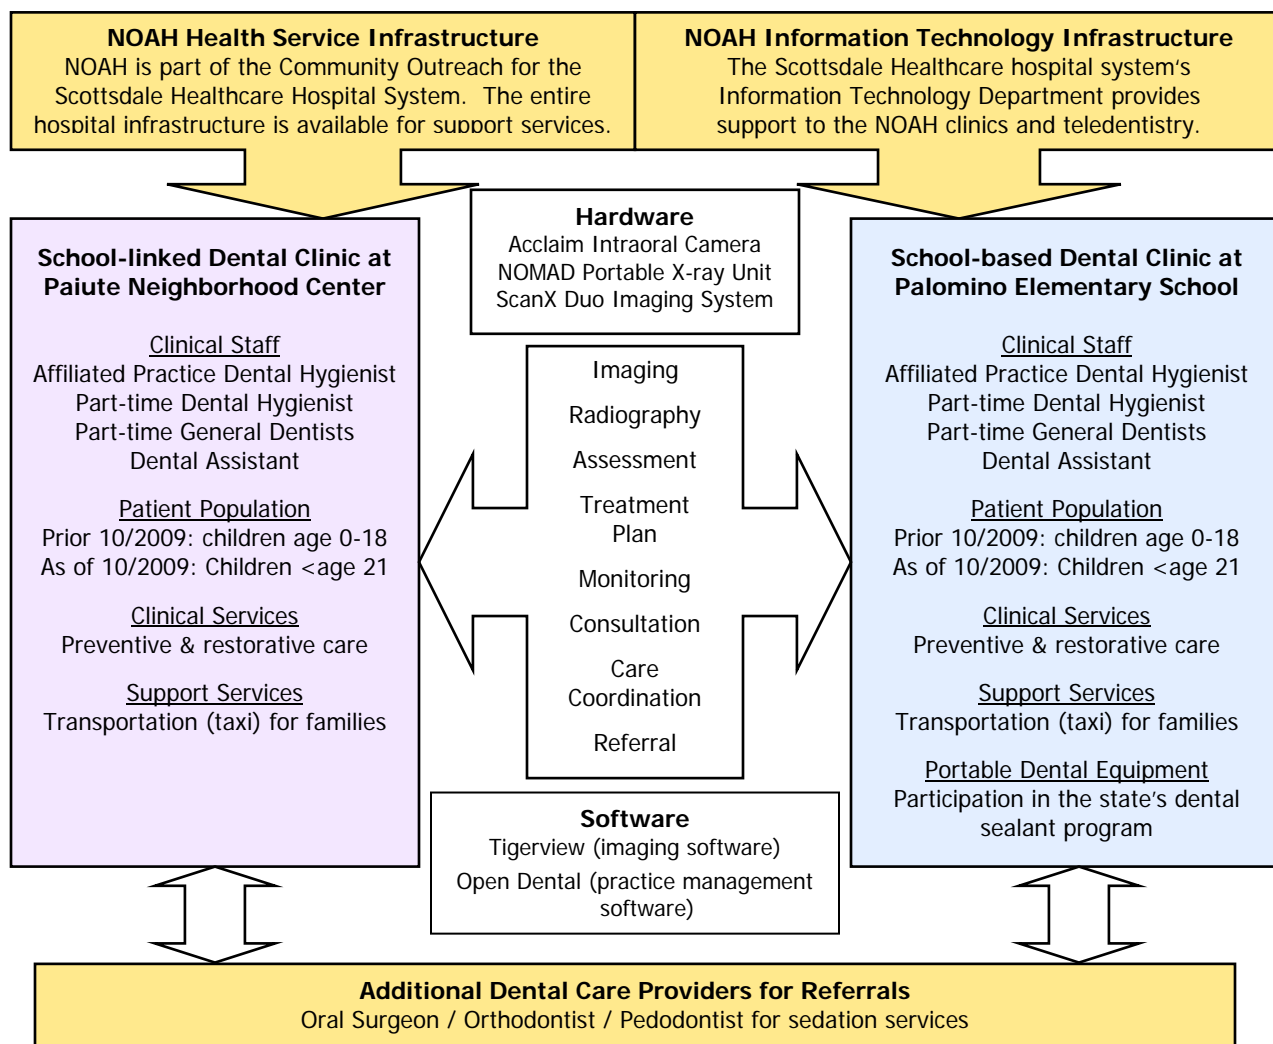 NOAH Health Service Infrastructure
NOAH is part of the Community Outreach for the
Scottsdale Healthcare Hospital System.  The entire
hospital infrastructure is available for support services.
NOAH Information Technology Infrastructure
The Scottsdale Healthcare hospital system's
Information Technology Department provides
support to the NOAH clinics and teledentistry.
School-linked Dental Clinic at
Paiute Neighborhood Center
Clinical Staff
Affiliated Practice Dental Hygienist
Part-time Dental Hygienist
Part-time General Dentists
Dental Assistant
Patient Population
Prior 10/2009: children age 0-18
As of 10/2009: Children <age 21
Clinical Services
Preventive & restorative care
Support Services
Transportation (taxi) for families
Hardware
Acclaim Intraoral Camera
NOMAD Portable X-ray Unit
ScanX Duo Imaging System
Imaging
Radiography
Assessment
Treatment
Plan
Monitoring
Consultation
Care
Coordination
Referral
Software
Tigerview (imaging software)
Open Dental (practice management
software)
School-based Dental Clinic at
Palomino Elementary School
Clinical Staff
Affiliated Practice Dental Hygienist
Part-time Dental Hygienist
Part-time General Dentists
Dental Assistant
Patient Population
Prior 10/2009: children age 0-18
As of 10/2009: Children <age 21
Clinical Services
Preventive & restorative care
Support Services
Transportation (taxi) for families
Portable Dental Equipment
Participation in the state's dental
sealant program
Additional Dental Care Providers for Referrals
Oral Surgeon / Orthodontist / Pedodontist for sedation services